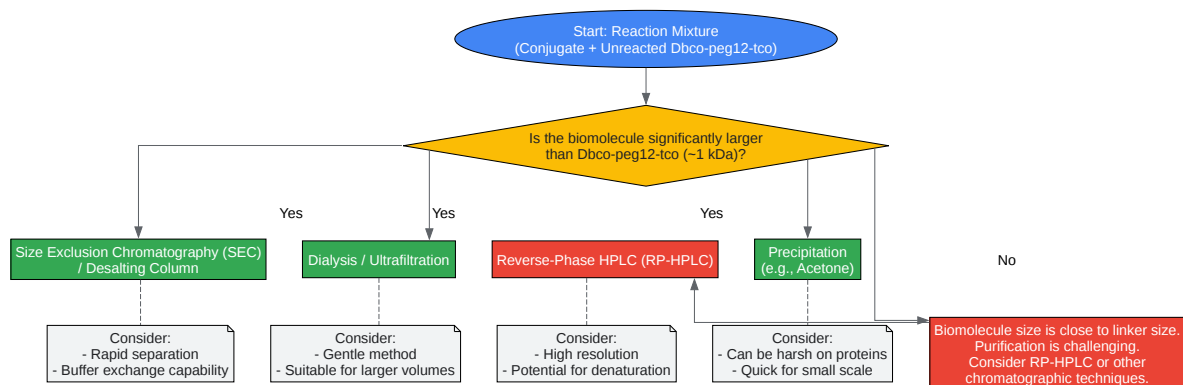 Start: Reaction Mixture
(Conjugate + Unreacted Dbco-peg12-tco)
Is the biomolecule significantly larger
than Dbco-peg12-tco (~1 kDa)?
Yes
Yes
Yes
No
Size Exclusion Chromatography (SEC)
/ Desalting Column
Dialysis / Ultrafiltration
Reverse-Phase HPLC (RP-HPLC)
Precipitation
(e.g., Acetone)
Consider:
- Rapid separation
- Buffer exchange capability
Consider:
- Gentle method
- Suitable for larger volumes
Consider:
- High resolution
- Potential for denaturation
Consider:
- Can be harsh on proteins
- Quick for small scale
Biomolecule size is close to linker size.
Purification is challenging.
Consider RP-HPLC or other
chromatographic techniques.